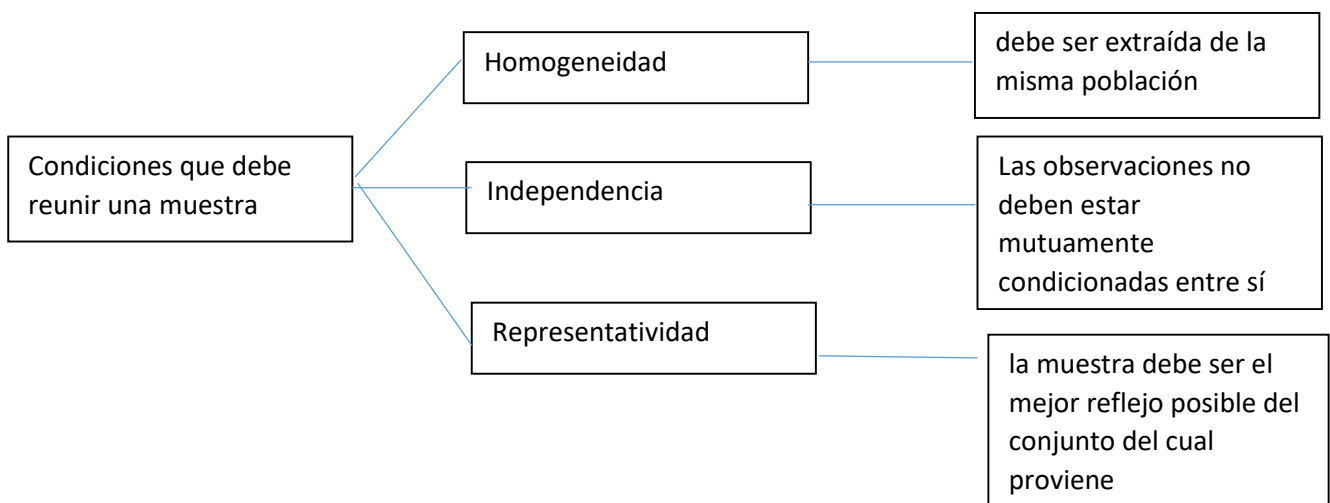 Condiciones que debe
reunir una muestra
Homogeneidad
debe ser extraída de la
misma población
Independencia
Las observaciones no
deben estar
mutuamente
condicionadas entre sí
Representatividad
la muestra debe ser el
mejor reflejo posible del
conjunto del cual
proviene